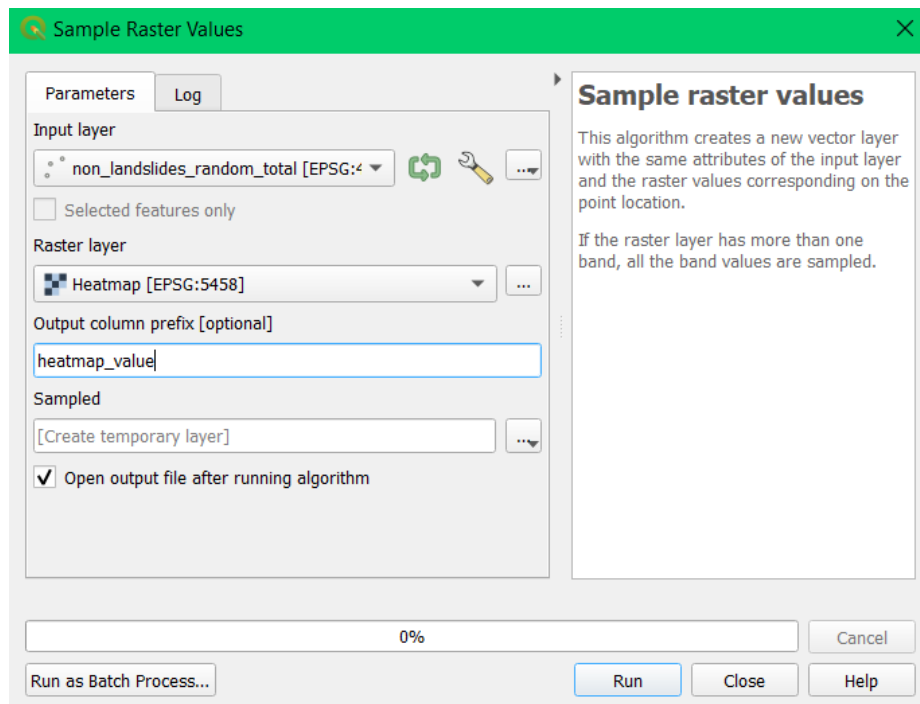 Sample Raster Values
Parameters
Log
Input layer
non_landslides_random_total [EPSG:4
...
Selected features only
Raster layer
Heatmap [EPSG:5458]
...
Output column prefix [optional]
heatmap_value
Sampled
[Create temporary layer]
...
Open output file after running algorithm
Sample raster values
This algorithm creates a new vector layer
with the same attributes of the input layer
and the raster values corresponding on the
point location.
If the raster layer has more than one
band, all the band values are sampled.
0%
Cancel
Run as Batch Process...
Run
Close
Help